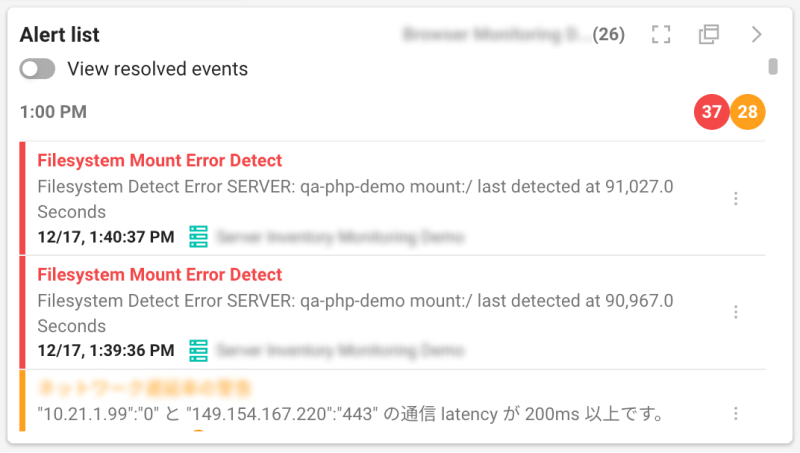 Alert list
(26)
View resolved events
1:00 PM
37 28
Filesystem Mount Error Detect
Filesystem Detect Error SERVER: qa-php-demo mount:/ last detected at 91,027.0
Seconds
12/17, 1:40:37 PM
Filesystem Mount Error Detect
Filesystem Detect Error SERVER: qa-php-demo mount:/ last detected at 90,967.0
Seconds
12/17, 1:39:36 PM
"10.21.1.99":"0" と "149.154.167.220":"443" の通信 latency が 200ms 以上です。